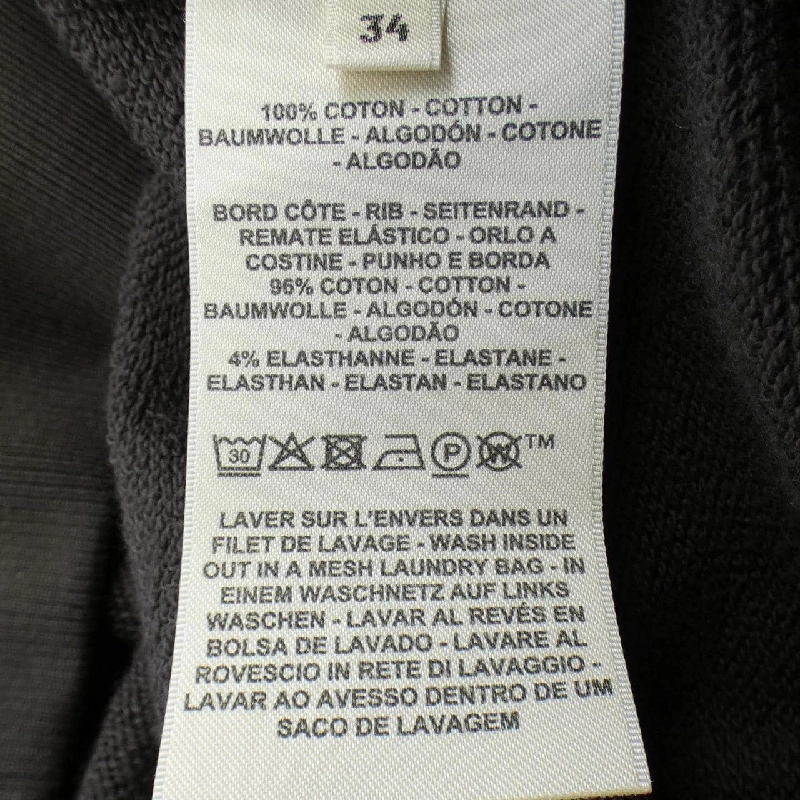 34
100% COTON - COTTON -
BAUMWOLLE - ALGODÓN - COTONE
- ALGODÃO
BORD CÔTE - RIB - SEITENRAND -
REMATE ELÁSTICO - ORLO A
COSTINE - PUNHO E BORDA
96% COTON - COTTON -
BAUMWOLLE - ALGODÓN - COTONE
- ALGODÃO
4% ELASTHANNE - ELASTANE -
ELASTHAN - ELASTAN - ELASTANO
30 P W TM
LAVER SUR L'ENVERS DANS UN
FILET DE LAVAGE - WASH INSIDE
OUT IN A MESH LAUNDRY BAG - IN
EINEM WASCHNETZ AUF LINKS
WASCHEN - LAVAR AL REVÉS EN
BOLSA DE LAVADO - LAVARE AL
ROVESCIO IN RETE DI LAVAGGIO -
LAVAR AO AVESSO DENTRO DE UM
SACO DE LAVAGEM